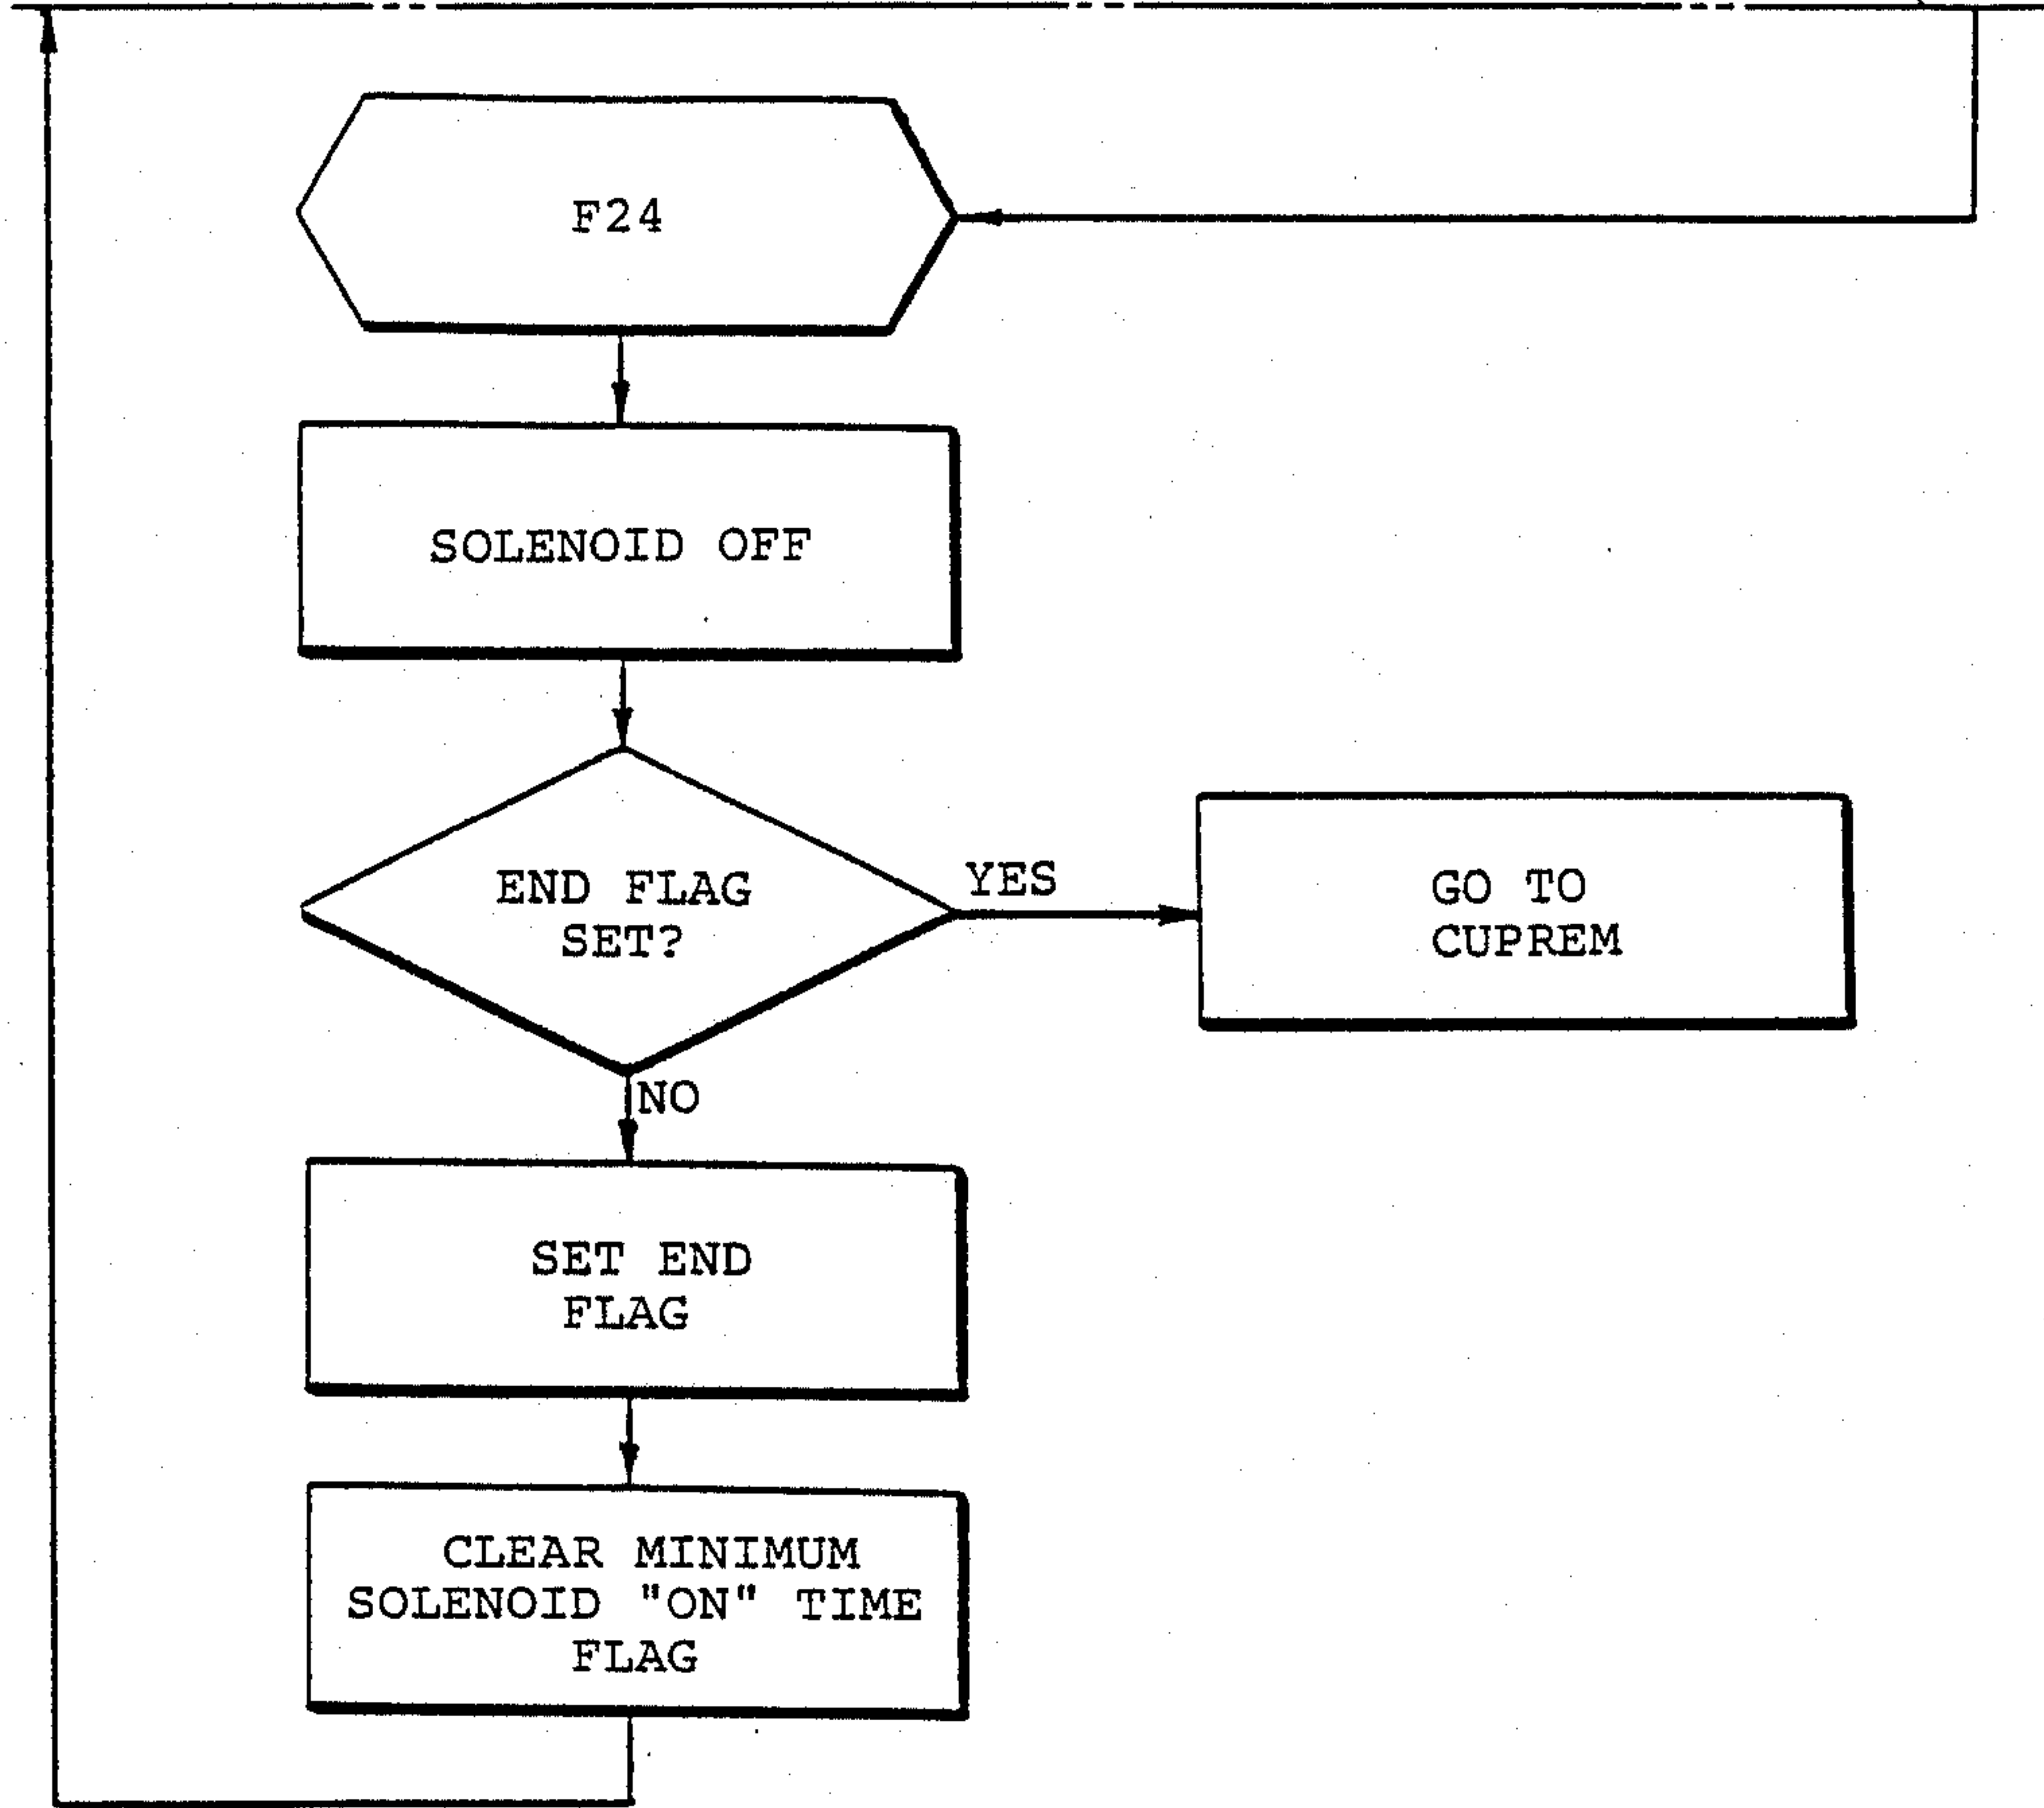 F24
SOLENOID OFF
END FLAG
SET?
YES
GO TO
CUPREM
NO
SET END
FLAG
CLEAR MINIMUM
SOLENOID "ON" TIME
FLAG